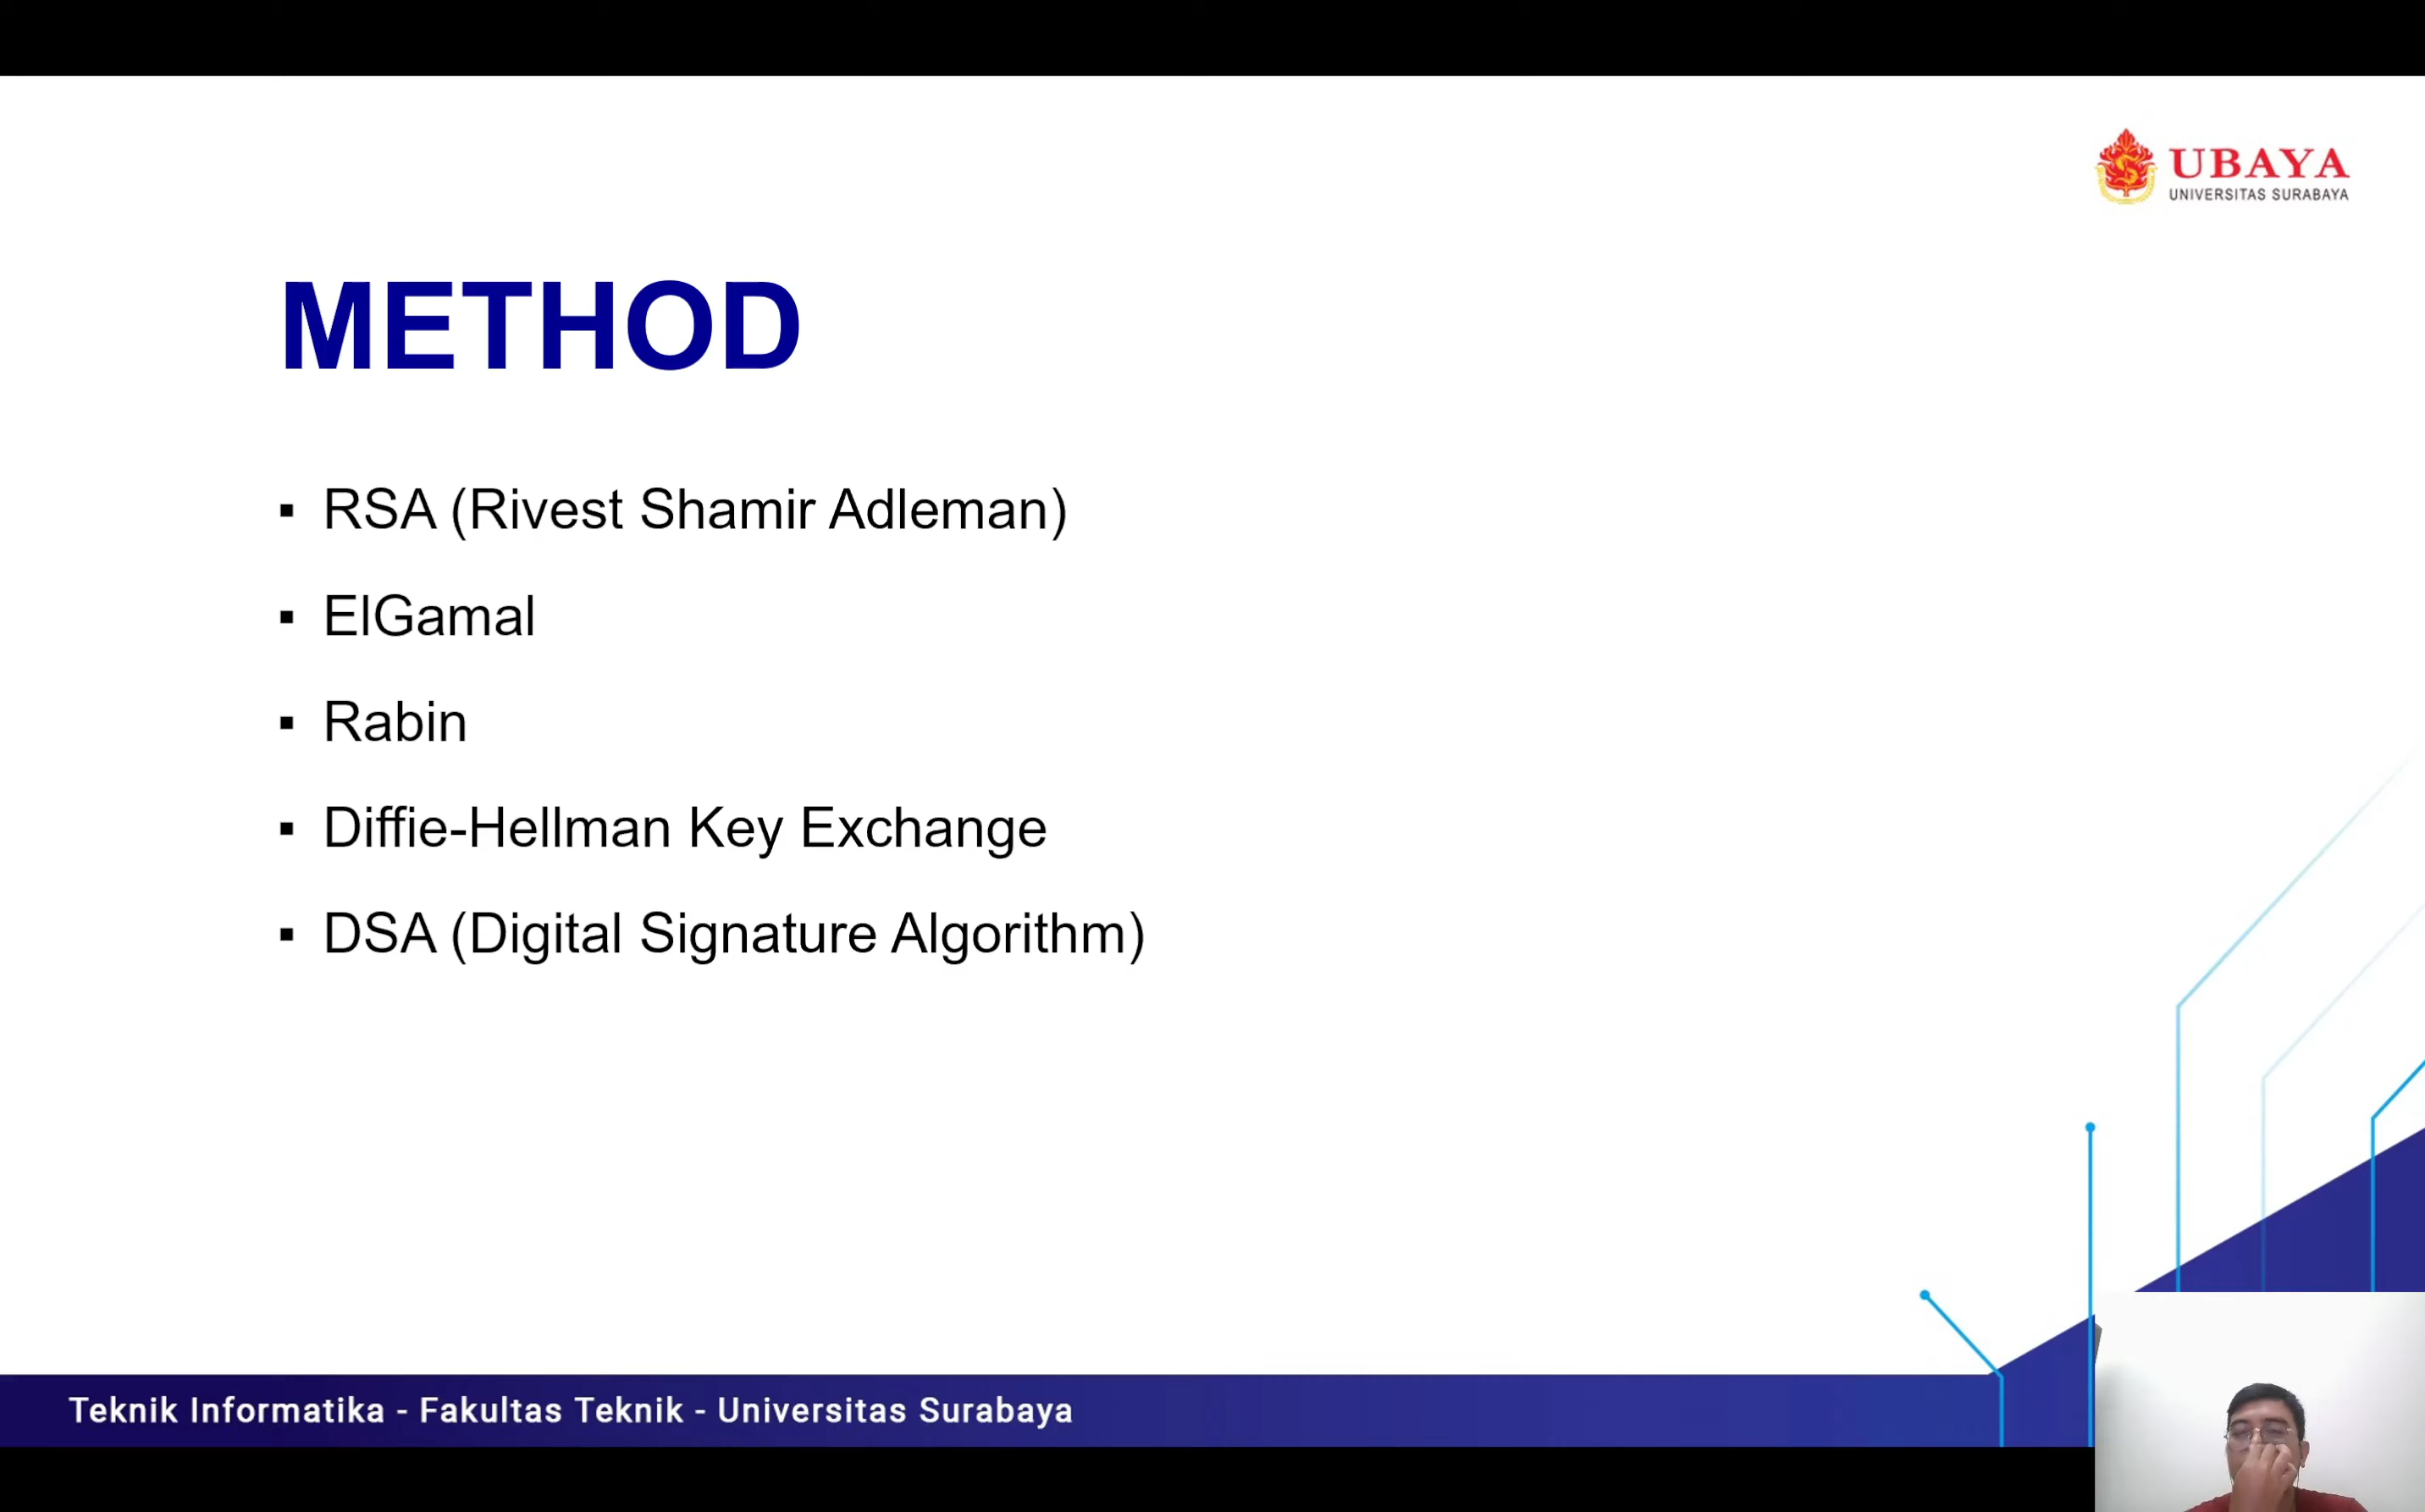 UBAYA
UNIVERSITAS SURABAYA
METHOD
▪ RSA (Rivest Shamir Adleman)
▪ ElGamal
▪ Rabin
▪ Diffie-Hellman Key Exchange
▪ DSA (Digital Signature Algorithm)
Teknik Informatika - Fakultas Teknik - Universitas Surabaya